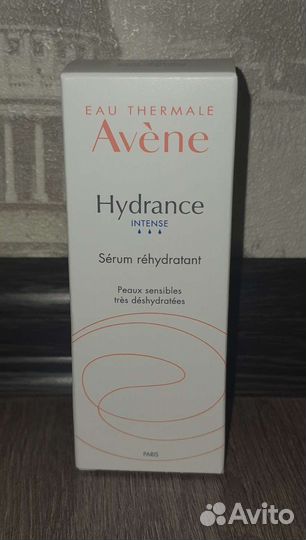 EAU THERMALE
Avène
Hydrance
INTENSE
Sérum réhydratant
Peaux sensibles
très déshydratées
PARIS
Avito